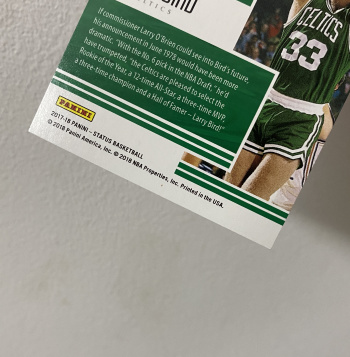 CELTICS
If commissioner Larry O'Brien could see into Bird's future,
his announcement in June 1978 would have been more
dramatic. "With the No. 6 pick in the NBA Draft," he'd
have trumpeted, "the Celtics are pleased to select the
Rookie of the Year, a 12-time All-Star, a three-time MVP,
a three-time champion and a Hall of Famer – Larry Bird!"
PANINI
2017-18 PANINI – STATUS BASKETBALL
© 2018 Panini America, Inc. © 2018 NBA Properties, Inc. Printed in the USA.
CELTICS
33